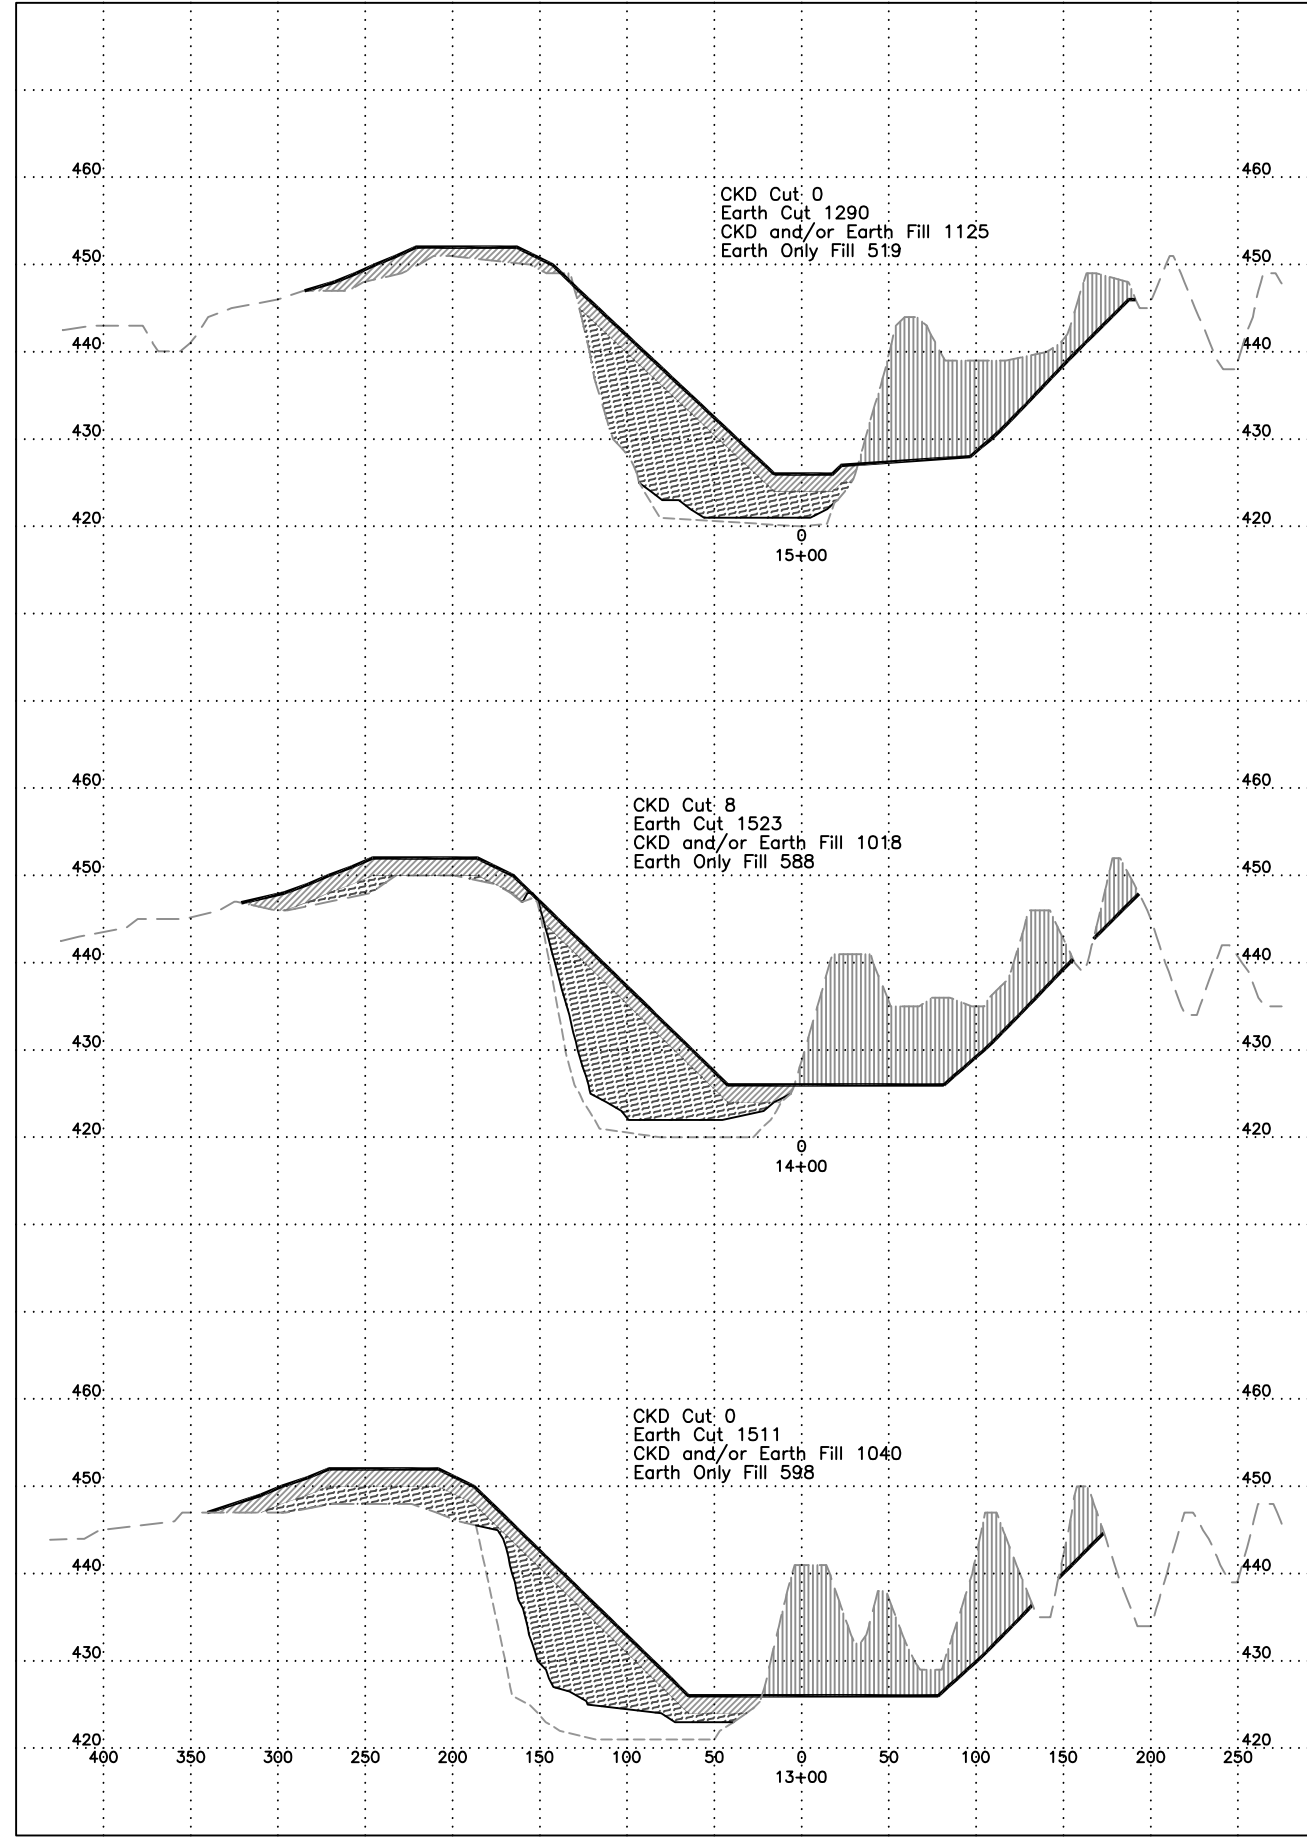 460 460
CKD Cut 0
Earth Cut 1290
CKD and/or Earth Fill 1125
Earth Only Fill 519
450 450
440 440
430 430
420 420
0
15+00
460 460
CKD Cut 8
Earth Cut 1523
CKD and/or Earth Fill 1018
Earth Only Fill 588
450 450
440 440
430 430
420 420
0
14+00
460 460
CKD Cut 0
Earth Cut 1511
CKD and/or Earth Fill 1040
Earth Only Fill 598
450 450
440 440
430 430
420 420
400 350 300 250 200 150 100 50 0 50 100 150 200 250
13+00